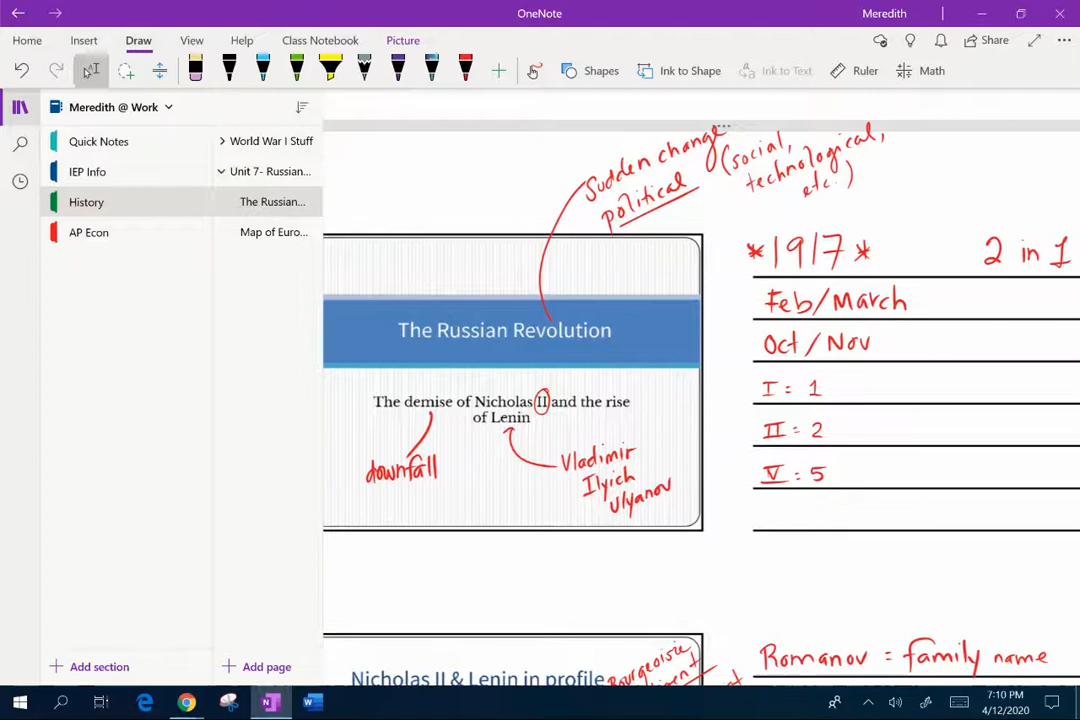 OneNote
Meredith
Home
Insert
Draw
View
Help
Class Notebook
Picture
Share
Shapes
Ink to Shape
Ink to Text
Ruler
Math
Meredith @ Work
Quick Notes
IEP Info
History
AP Econ
World War I Stuff
Unit 7- Russian...
The Russian...
Map of Euro...
Sudden change (social,
political
technological,
etc.)
The Russian Revolution
The demise of Nicholas II and the rise
of Lenin
downfall
Vladimir
Ilyich
Ulyanov
*1917* 2 in 1
Feb/March
Oct/Nov
I = 1
II = 2
V = 5
Nicholas II & Lenin in profile
Bourgeoisie
Romanov = family name
Add section
Add page
7:10 PM
4/12/2020